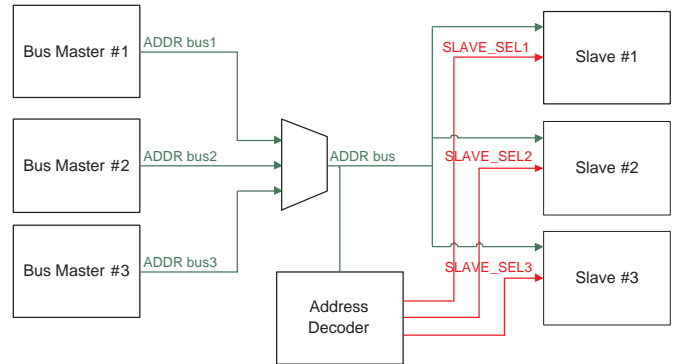 Bus Master #1
ADDR bus1
SLAVE_SEL1
Slave #1
Bus Master #2
ADDR bus2
ADDR bus
SLAVE_SEL2
Slave #2
Bus Master #3
ADDR bus3
SLAVE_SEL3
Slave #3
Address
Decoder